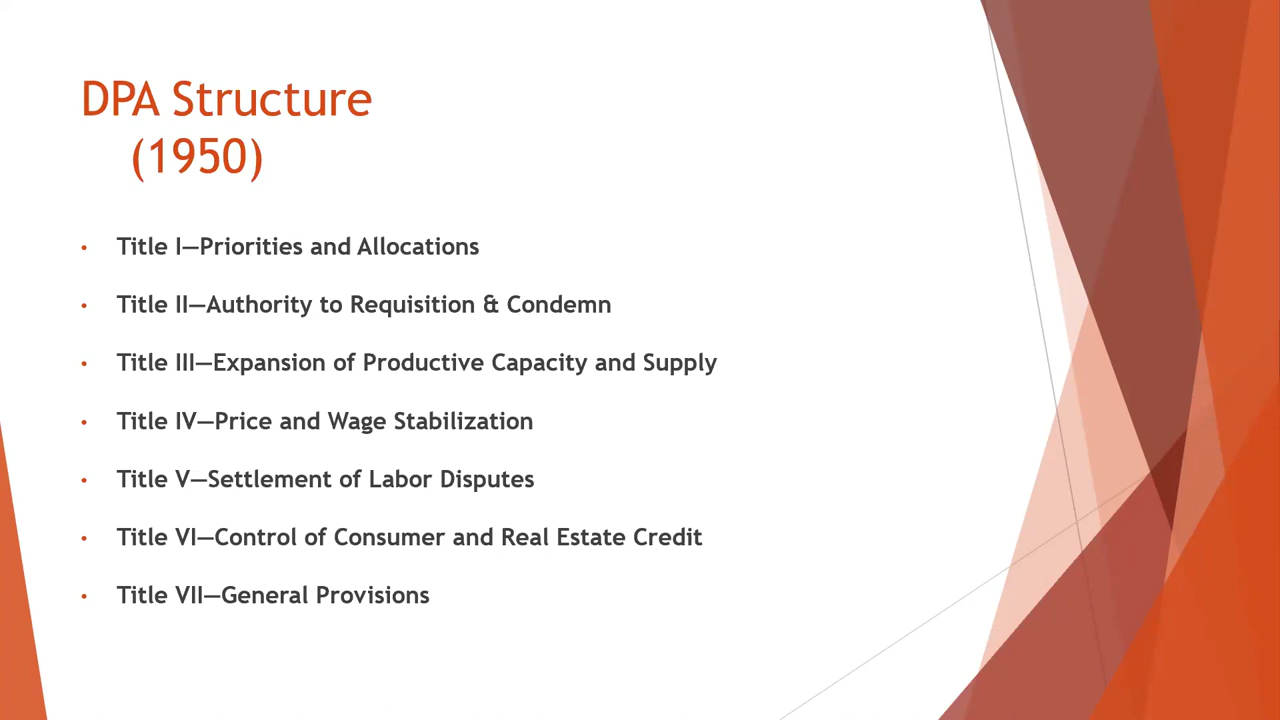 DPA Structure
(1950)
• Title I—Priorities and Allocations
• Title II—Authority to Requisition & Condemn
• Title III—Expansion of Productive Capacity and Supply
• Title IV—Price and Wage Stabilization
• Title V—Settlement of Labor Disputes
• Title VI—Control of Consumer and Real Estate Credit
• Title VII—General Provisions